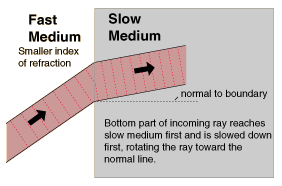 Fast
Medium
Smaller index
of refraction
Slow
Medium
normal to boundary
Bottom part of incoming ray reaches
slow medium first and is slowed down
first, rotating the ray toward the
normal line.